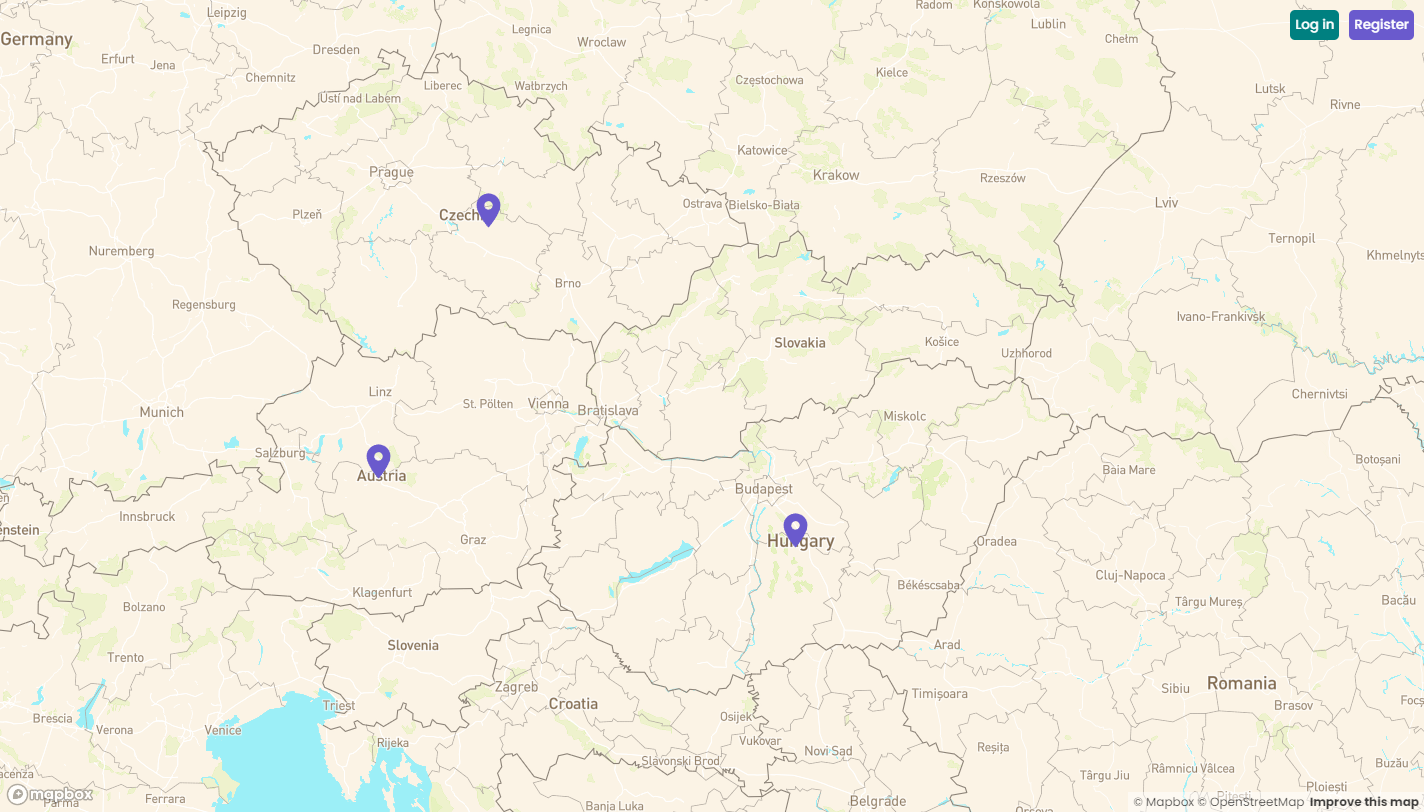 Log in
Register
Radom
Końskowola
Leipzig
Legnica
Lublin
Germany
Wrocław
Chełm
Dresden
Erfurt
Jena
Chemnitz
Liberec
Wałbrzych
Częstochowa
Kielce
Lutsk
Rivne
Ústí nad Labem
Katowice
Prague
Krakow
Rzeszów
Ostrava
Bielsko-Biała
Lviv
Plzeň
Czech
Ternopil
Nuremberg
Khmelnyts
Brno
Regensburg
Ivano-Frankivsk
Slovakia
Košice
Uzhhorod
Linz
Chernivtsi
St. Pölten
Vienna
Bratislava
Munich
Miskolc
Salzburg
Botoșani
Baia Mare
Austria
Budapest
Innsbruck
enstein
Graz
Hungary
Oradea
Cluj-Napoca
Békéscsaba
Klagenfurt
Bolzano
Târgu Mureș
Bacău
Slovenia
Arad
Trento
Zagreb
Timișoara
Sibiu
Romania
Focș
Croatia
Triest
Brasov
Brescia
Verona
Venice
Osijek
Rijeka
Vukovar
Novi Sad
Reșița
Slavonski Brod
Buzău
Râmnicu Vâlcea
acenza
Târgu Jiu
Ploiești
mapbox
Parma
Ferrara
Banja Luka
Belgrade
Pitești
© Mapbox © OpenStreetMap Improve this map